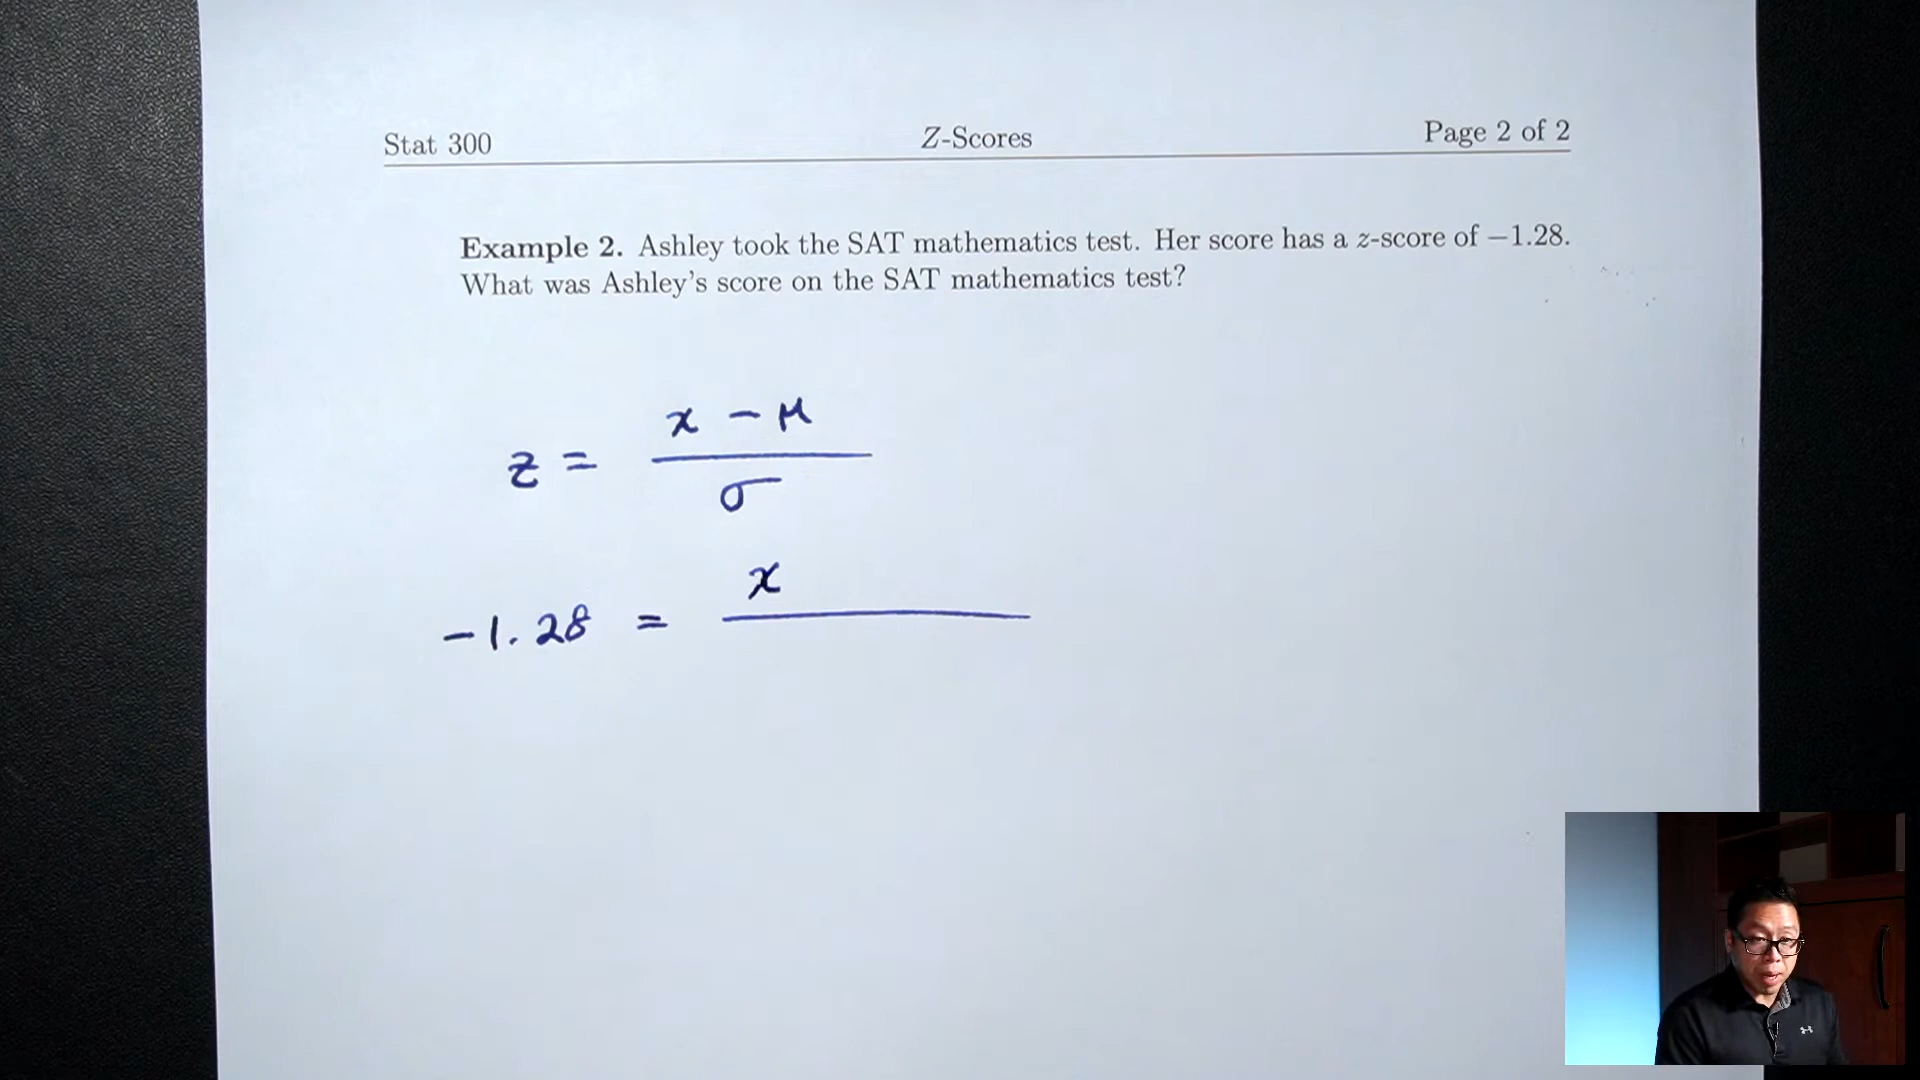 Stat 300 Z-Scores Page 2 of 2
Example 2. Ashley took the SAT mathematics test. Her score has a z-score of −1.28.
What was Ashley's score on the SAT mathematics test?
z = x − μ
σ
−1.28 = x